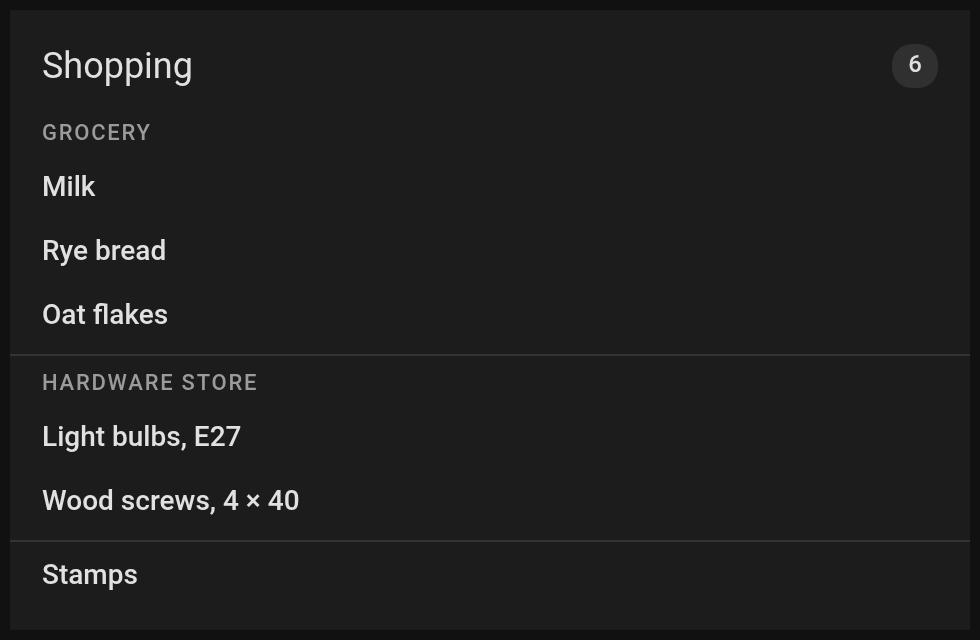 Shopping
6
GROCERY
Milk
Rye bread
Oat flakes
HARDWARE STORE
Light bulbs, E27
Wood screws, 4 × 40
Stamps